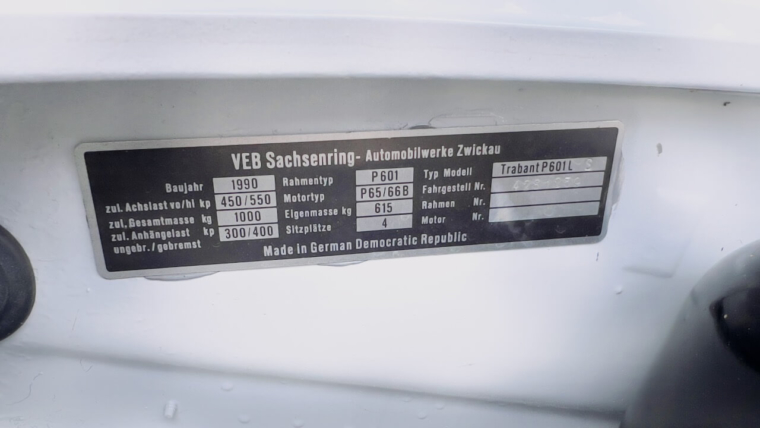 VEB Sachsenring- Automobilwerke Zwickau
Baujahr 1990 Rahmentyp P601 Typ Modell Trabant P601L S
zul. Achslast vo/hi kp 450/550 Motortyp P65/66B Fahrgestell Nr.
zul. Gesamtmasse kg 1000 Eigenmasse kg 615 Rahmen Nr.
zul. Anhängelast kp 300/400 Sitzplätze 4 Motor Nr.
ungebr. / gebremst
Made in German Democratic Republic